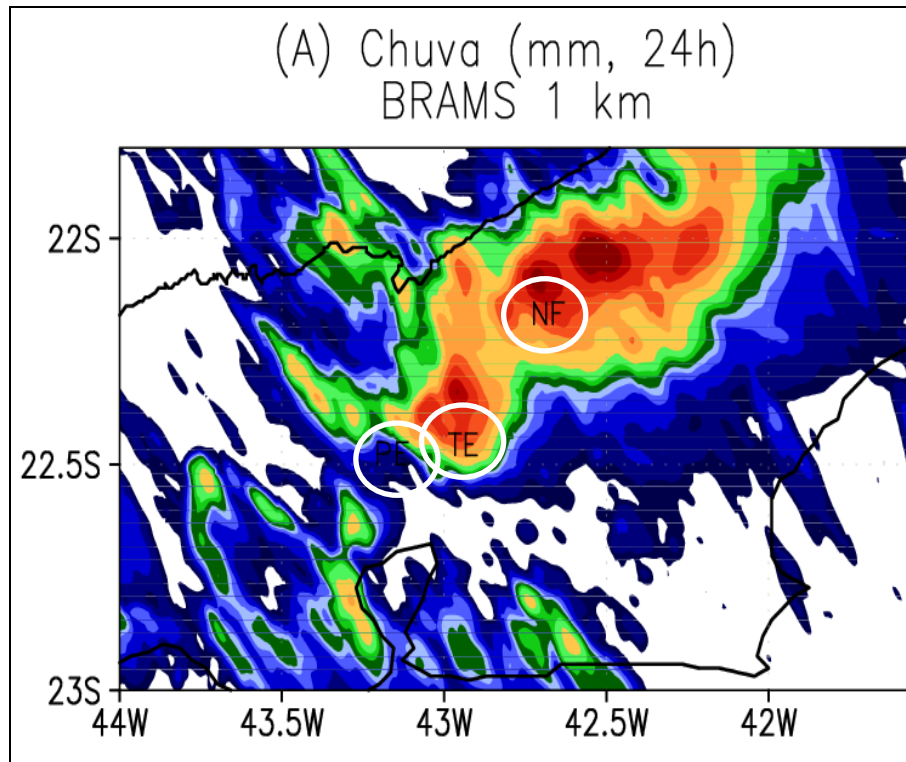 (A) Chuva (mm, 24h)
BRAMS 1 km
22S
NF
PE
TE
22.5S
23S
44W
43.5W
43W
42.5W
42W